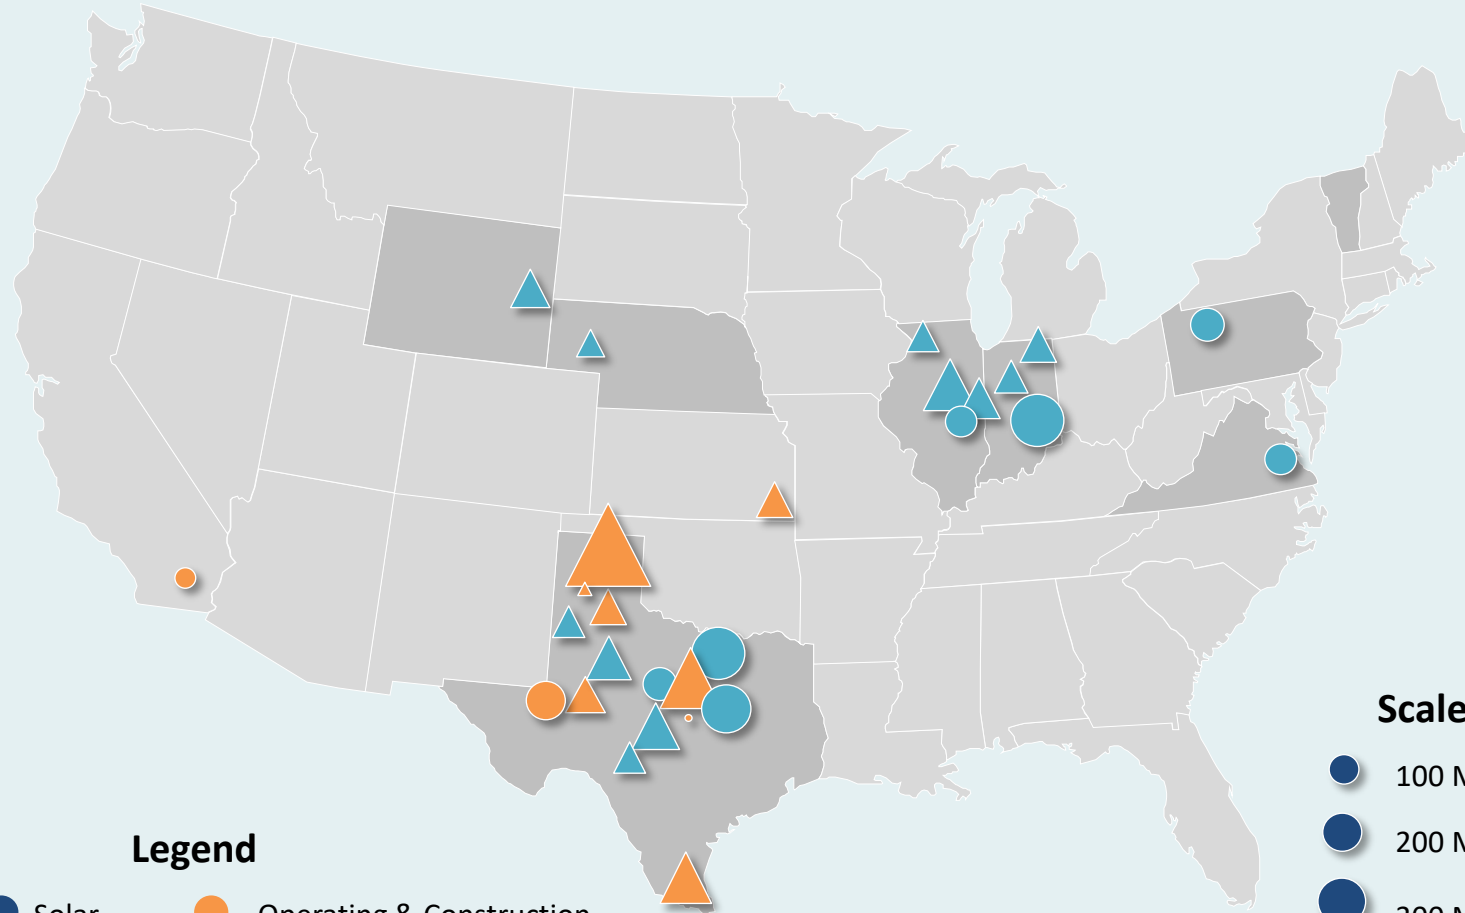 Scale
100 M
200 M
Legend
Solar
Operating & Construction